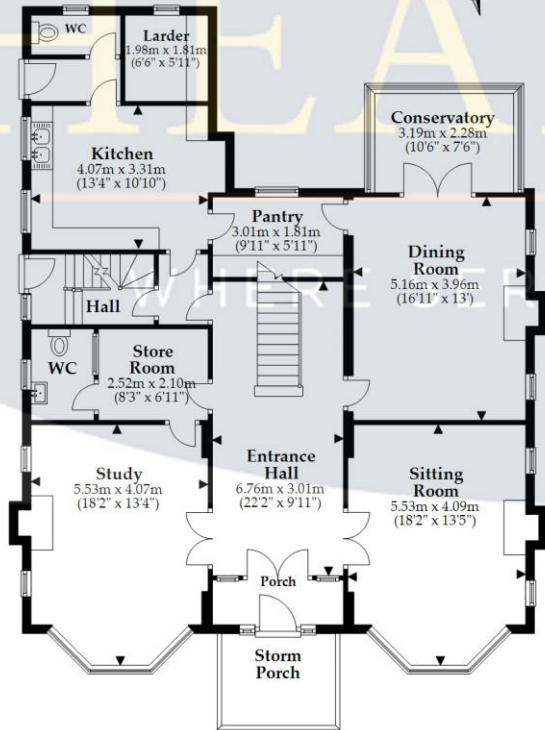 HEA
WC
Larder
1.98m x 1.81m
(6'6" x 5'11")
Conservatory
3.19m x 2.28m
(10'6" x 7'6")
Kitchen
4.07m x 3.31m
(13'4" x 10'10")
Pantry
3.01m x 1.81m
(9'11" x 5'11")
Dining
Room
5.16m x 3.96m
(16'11" x 13')
WHERE SER
Hall
WC
Store
Room
2.52m x 2.10m
(8'3" x 6'11")
Study
5.53m x 4.07m
(18'2" x 13'4")
Entrance
Hall
6.76m x 3.01m
(22'2" x 9'11")
Sitting
Room
5.53m x 4.09m
(18'2" x 13'5")
Porch
Storm
Porch